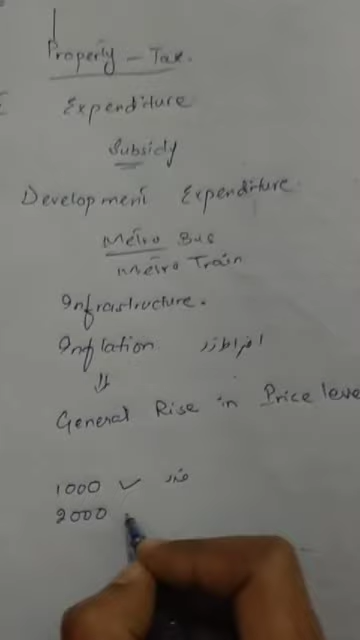 Property - Tax.
Expenditure
Subsidy
Development Expenditure
Metro Bus
Metro Train
Infrastructure.
Inflation افراط زر
⇓
General Rise in Price level
1000 ✓
2000